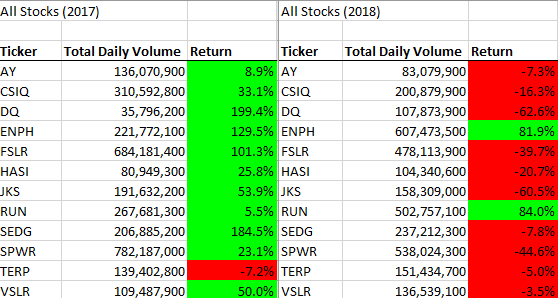 All Stocks (2017) All Stocks (2018)
Ticker Total Daily Volume Return Ticker Total Daily Volume Return
AY 136,070,900 8.9% AY 83,079,900 -7.3%
CSIQ 310,592,800 33.1% CSIQ 200,879,900 -16.3%
DQ 35,796,200 199.4% DQ 107,873,900 -62.6%
ENPH 221,772,100 129.5% ENPH 607,473,500 81.9%
FSLR 684,181,400 101.3% FSLR 478,113,900 -39.7%
HASI 80,949,300 25.8% HASI 104,340,600 -20.7%
JKS 191,632,200 53.9% JKS 158,309,000 -60.5%
RUN 267,681,300 5.5% RUN 502,757,100 84.0%
SEDG 206,885,200 184.5% SEDG 237,212,300 -7.8%
SPWR 782,187,000 23.1% SPWR 538,024,300 -44.6%
TERP 139,402,800 -7.2% TERP 151,434,700 -5.0%
VSLR 109,487,900 50.0% VSLR 136,539,100 -3.5%